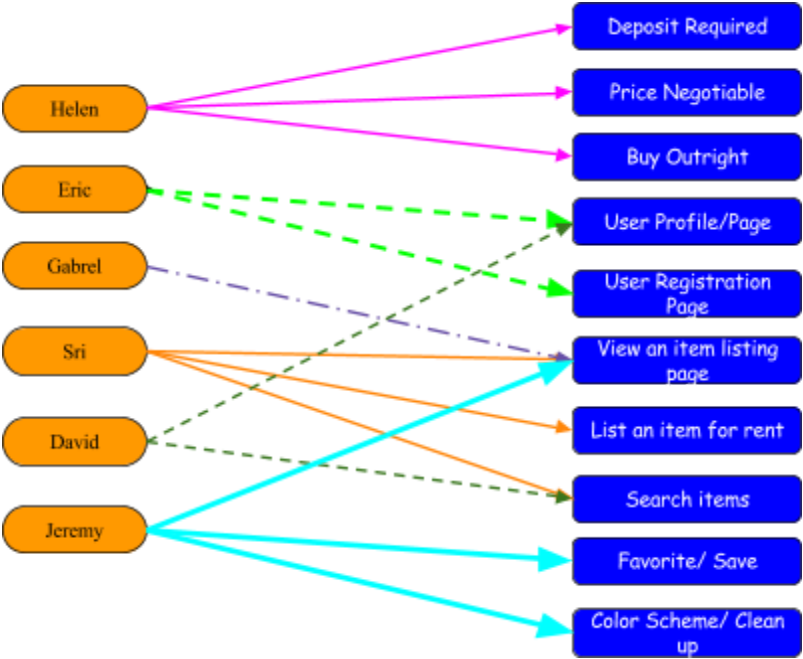 Helen
Eric
Gabrel
Sri
David
Jeremy
Deposit Required
Price Negotiable
Buy Outright
User Profile/Page
User Registration
Page
View an item listing
page
List an item for rent
Search items
Favorite/ Save
Color Scheme/ Clean
up